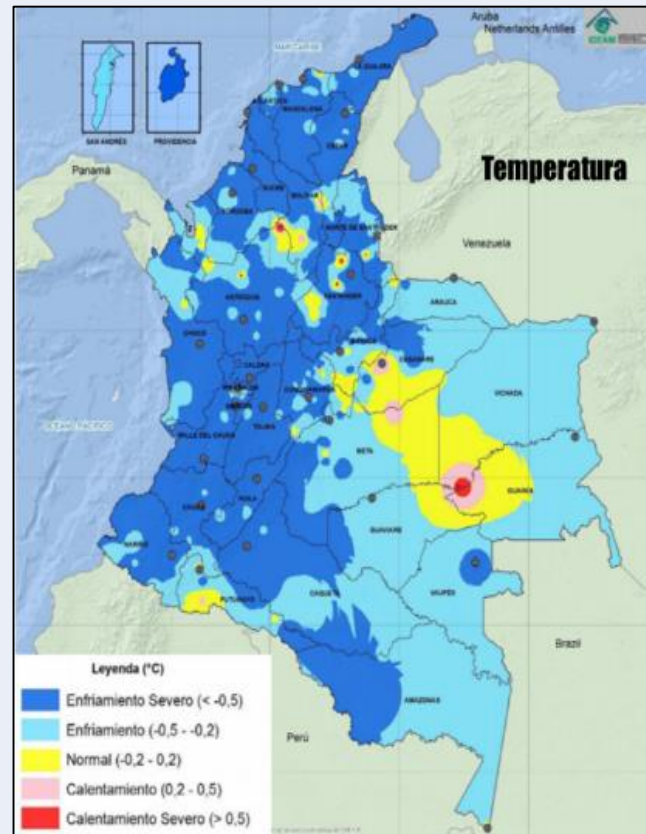 Aruba
Netherlands Antilles
IDEAM
MAR CARIBE
LA GUAJIRA
ATLANTICO
MAGDALENA
CESAR
SAN ANDRÉS
PROVIDENCIA
Panamá
Temperatura
SUCRE
BOLIVAR
CORDOBA
NORTE DE SANTANDER
Venezuela
ANTIOQUIA
SANTANDER
ARAUCA
CHOCO
BOYACA
CASANARE
CALDAS
CUNDINAMARCA
VICHADA
OCEANO PACIFICO
TOLIMA
VALLE DEL CAUCA
META
GUAINIA
HUILA
CAUCA
GUAVIARE
NARIÑO
PUTUMAYO
CAQUETA
VAUPÉS
Brazil
AMAZONAS
Perú
Leyenda (°C)
Enfriamiento Severo (< -0,5)
Enfriamiento (-0,5 - -0,2)
Normal (-0,2 - 0,2)
Calentamiento (0,2 - 0,5)
Calentamiento Severo (> 0,5)